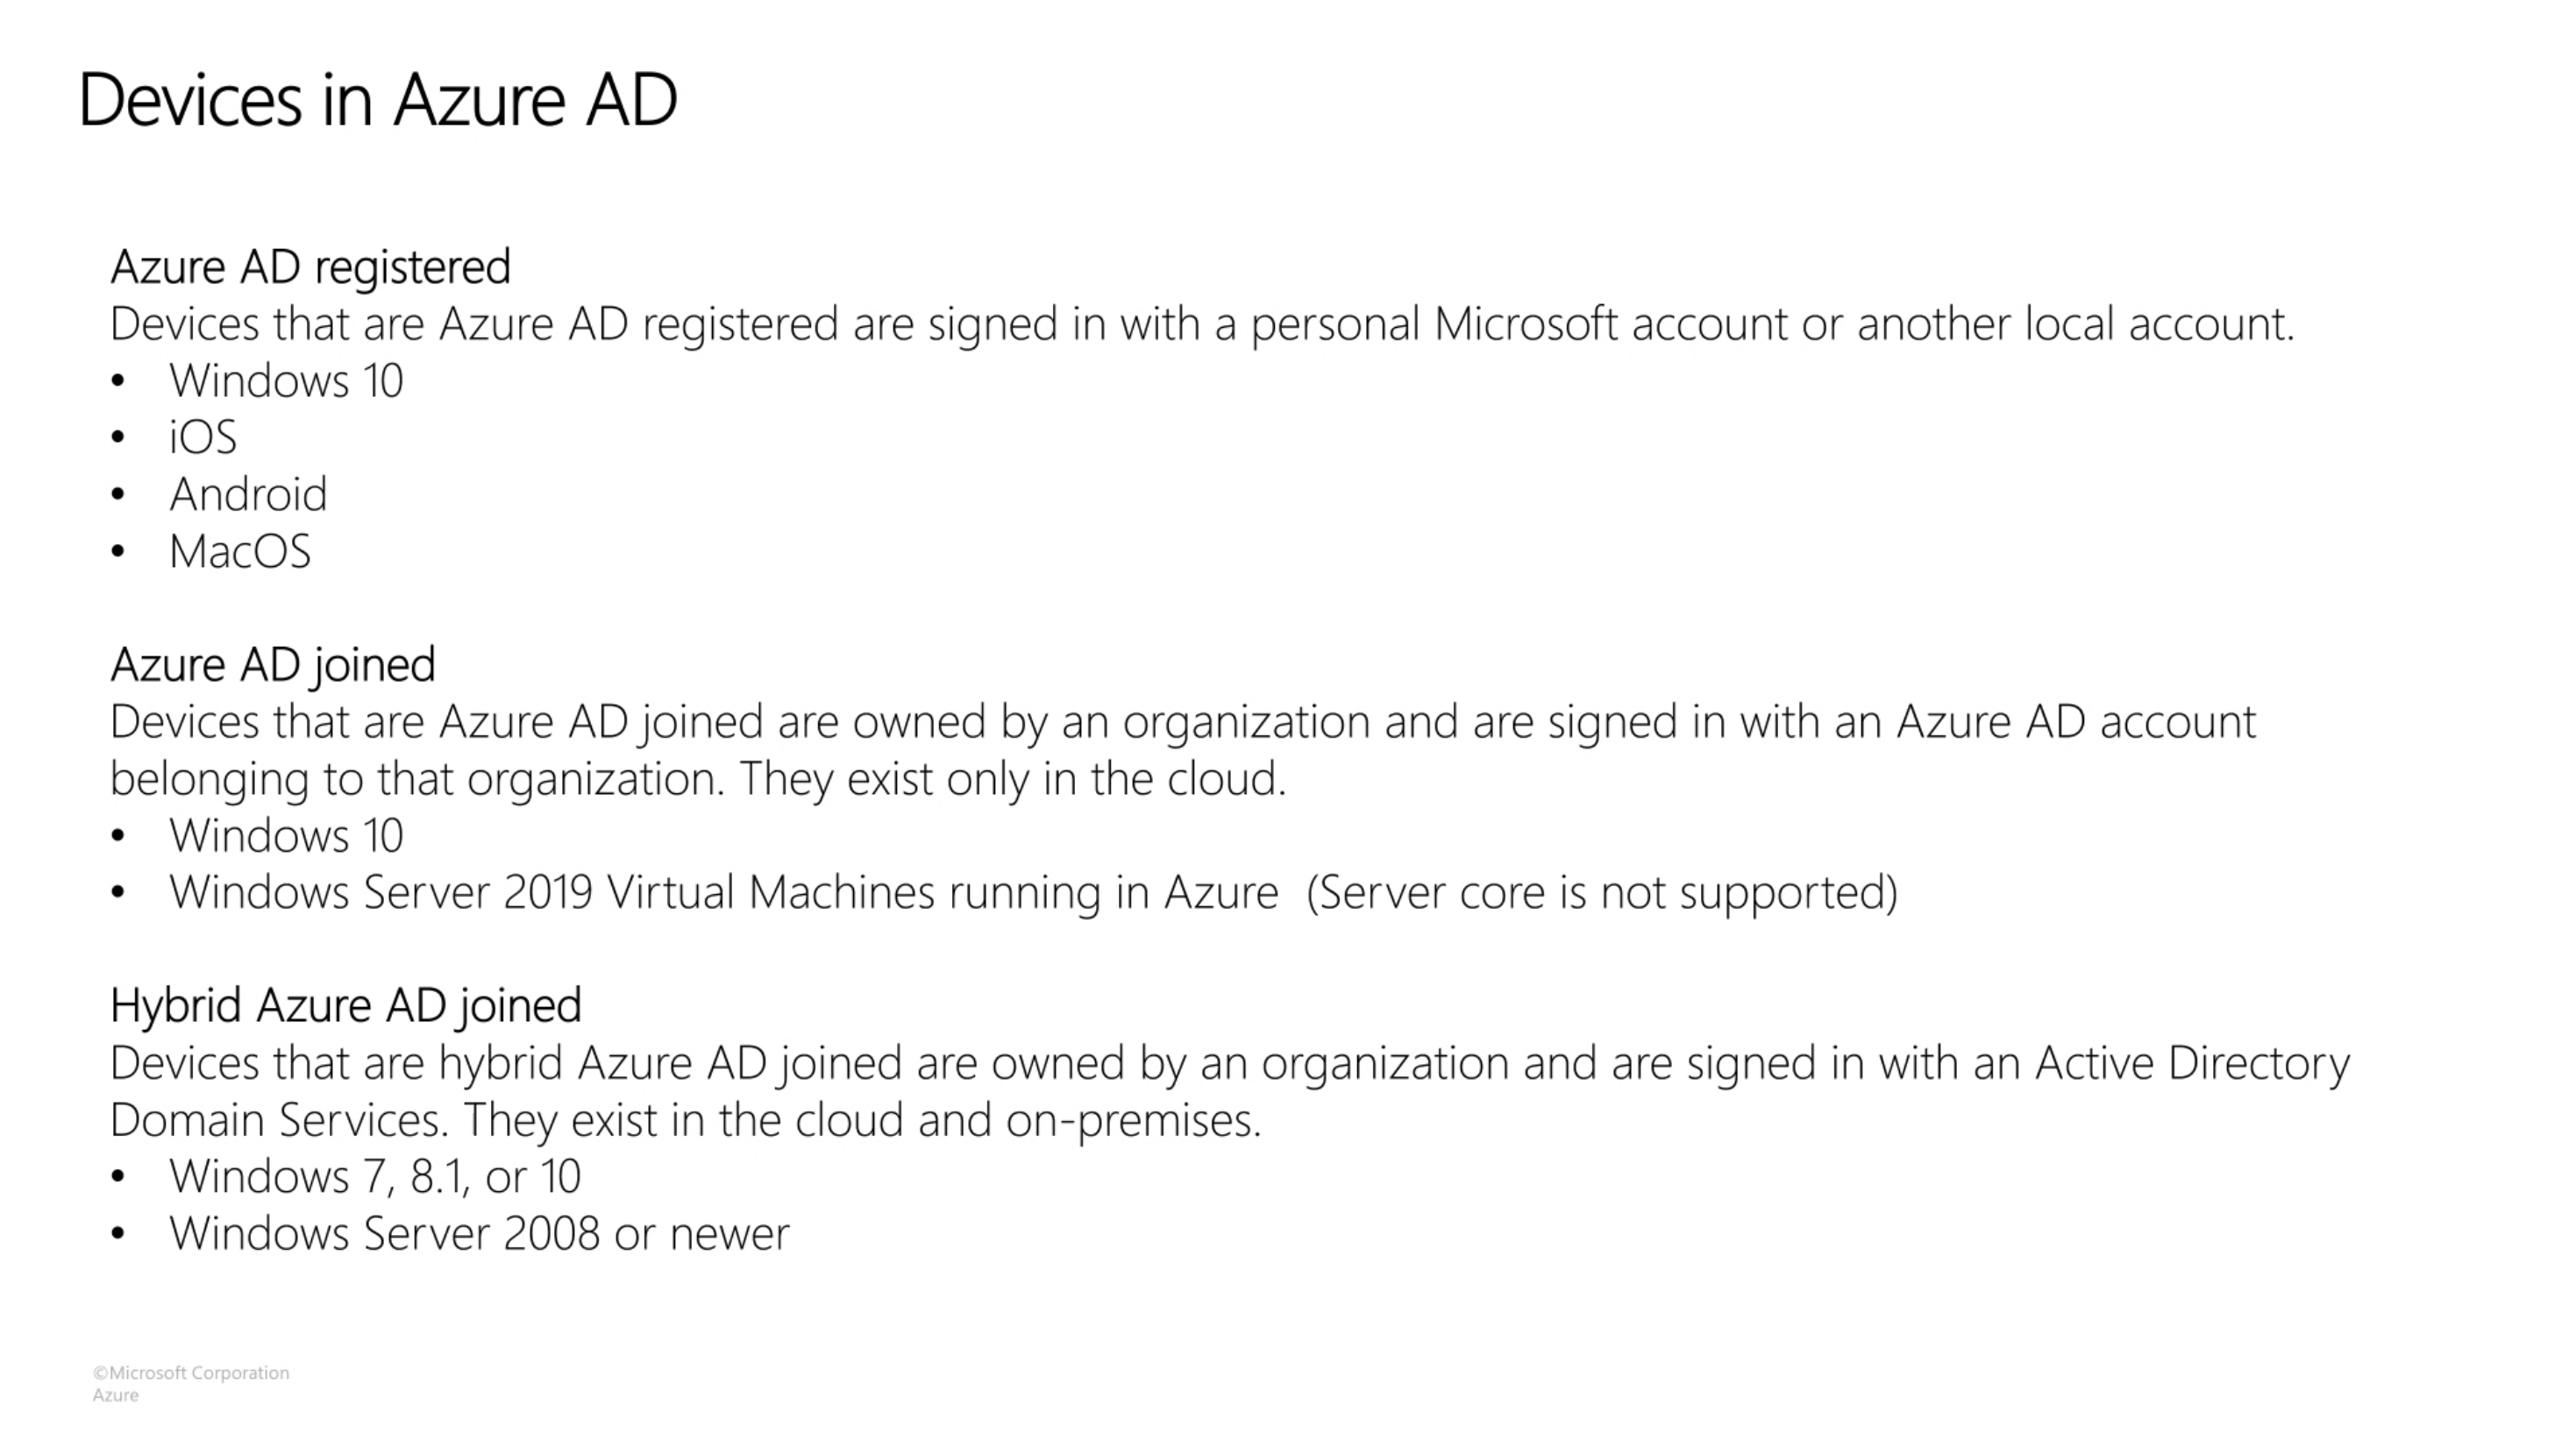 Devices in Azure AD
Azure AD registered
Devices that are Azure AD registered are signed in with a personal Microsoft account or another local account.
• Windows 10
• iOS
• Android
• MacOS
Azure AD joined
Devices that are Azure AD joined are owned by an organization and are signed in with an Azure AD account
belonging to that organization. They exist only in the cloud.
• Windows 10
• Windows Server 2019 Virtual Machines running in Azure  (Server core is not supported)
Hybrid Azure AD joined
Devices that are hybrid Azure AD joined are owned by an organization and are signed in with an Active Directory
Domain Services. They exist in the cloud and on-premises.
• Windows 7, 8.1, or 10
• Windows Server 2008 or newer
©Microsoft Corporation
Azure